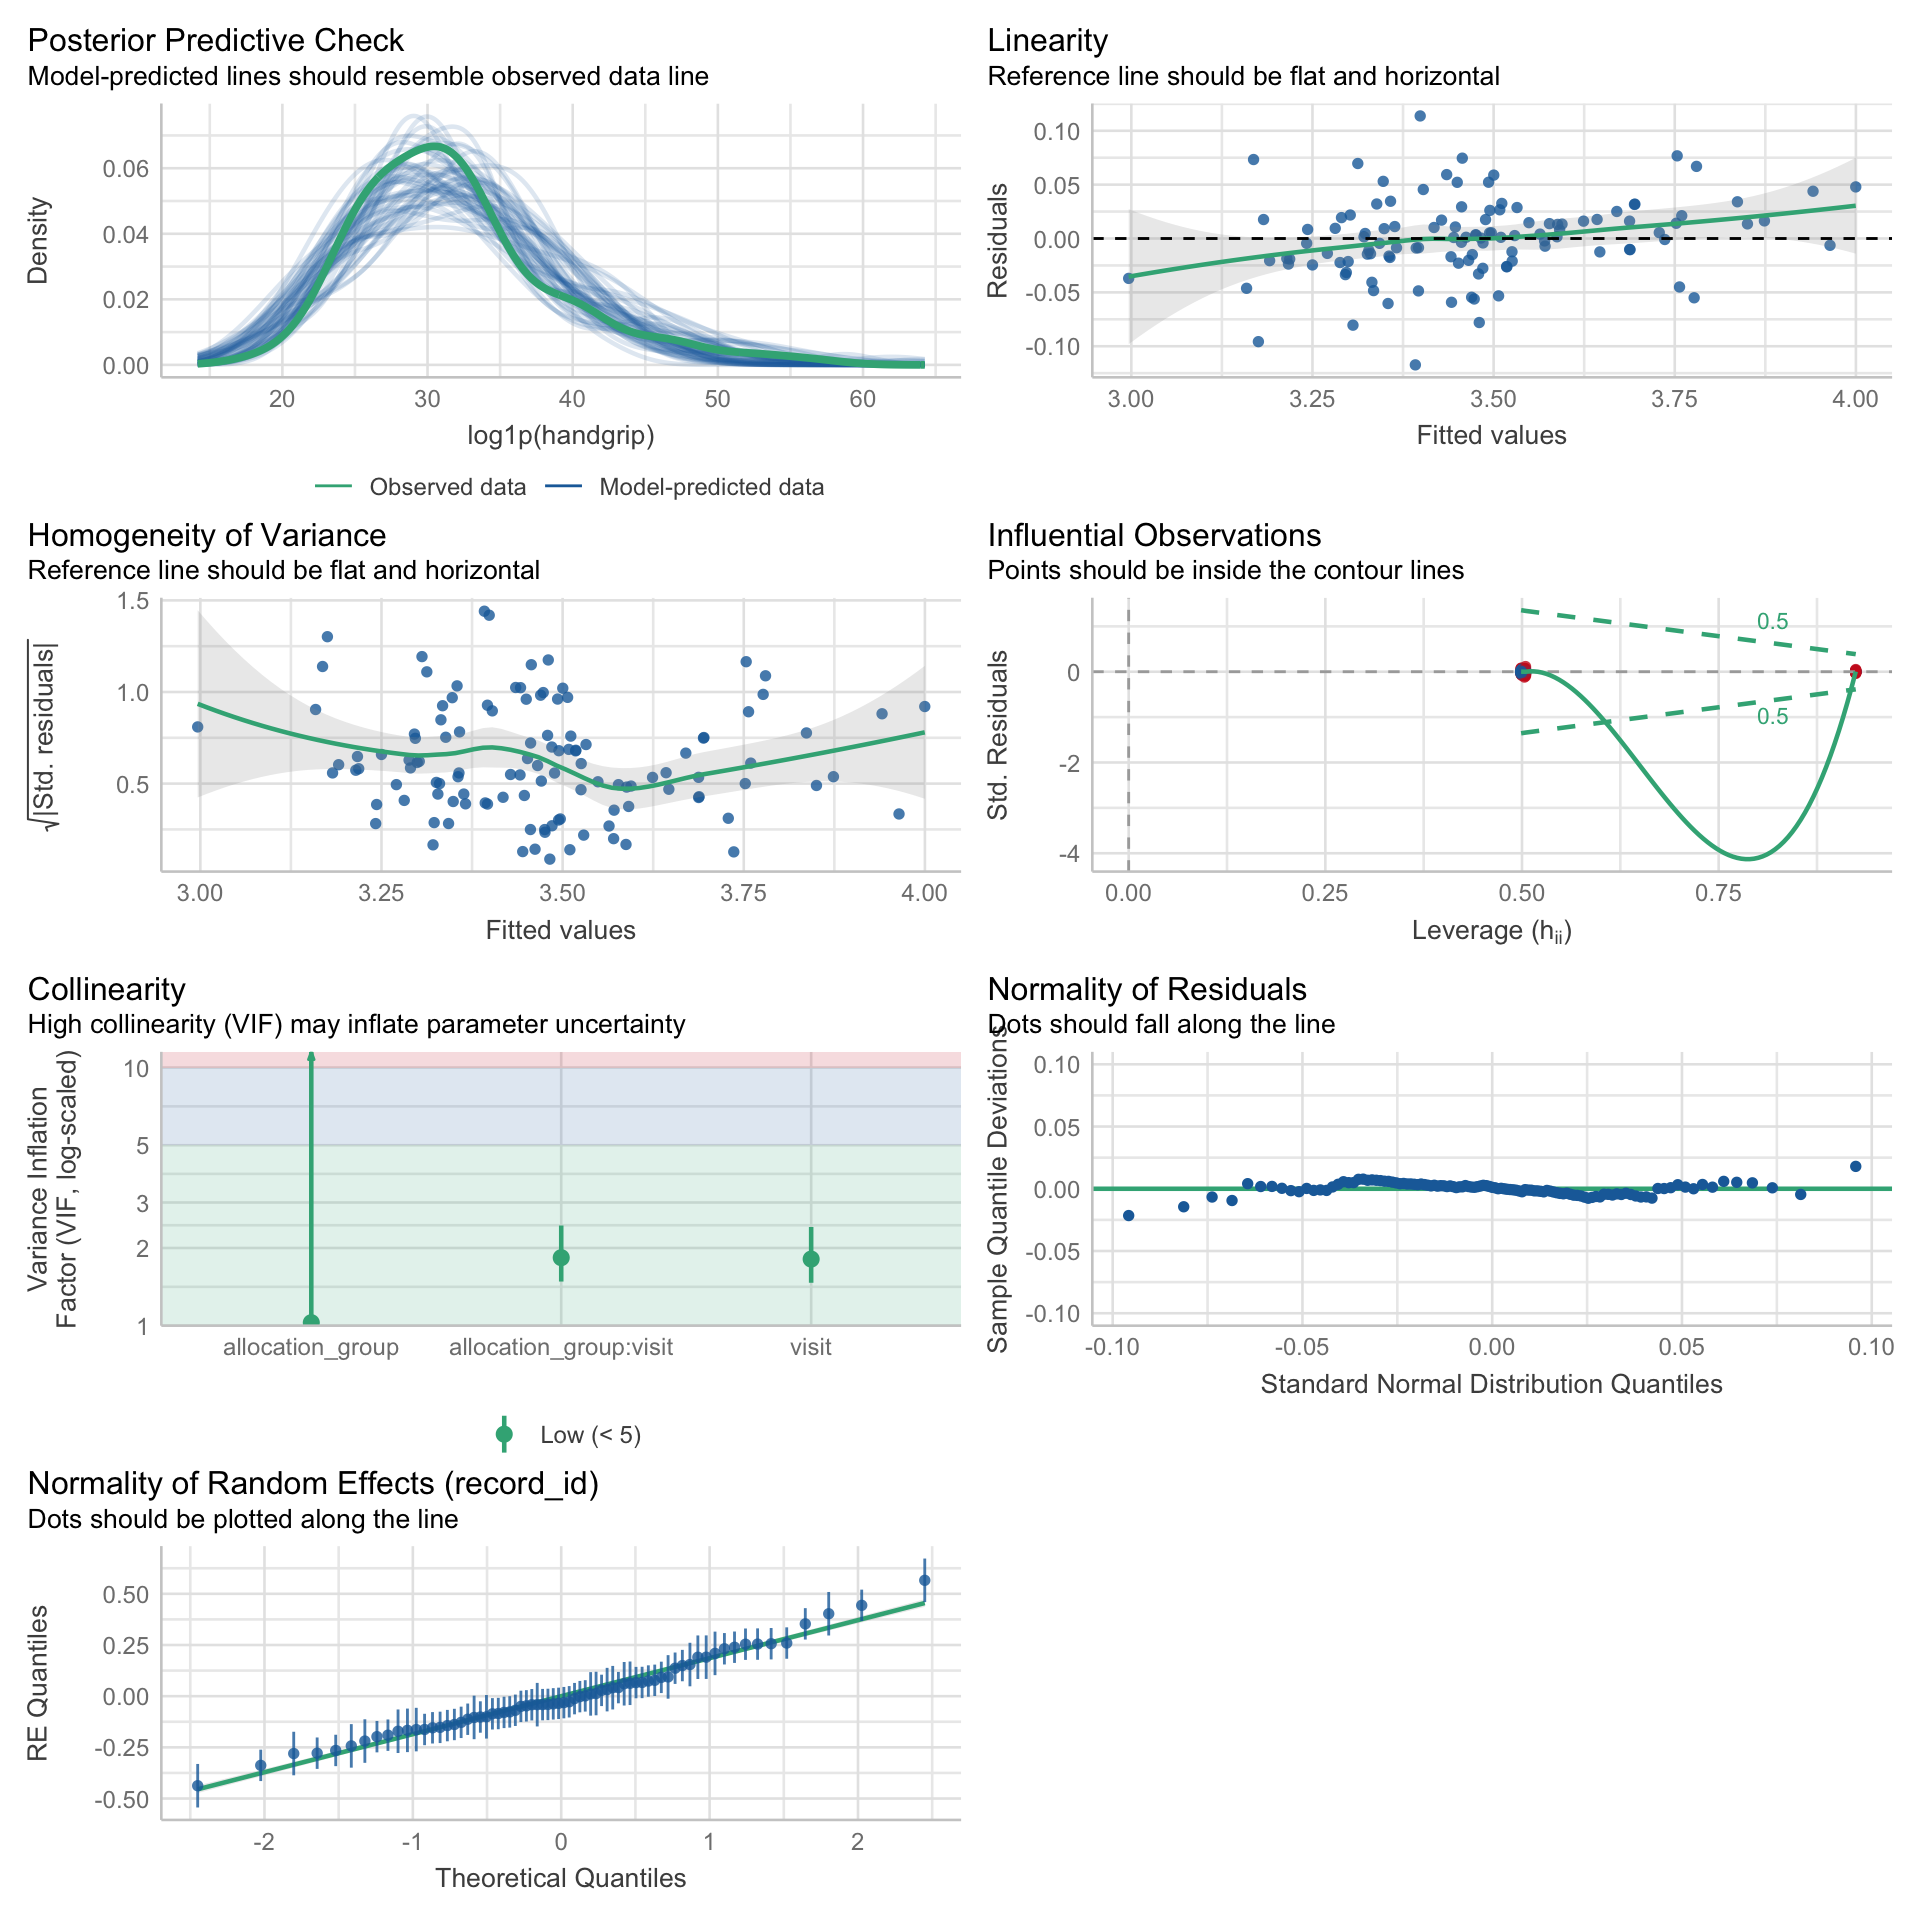 Posterior Predictive Check
Model-predicted lines should resemble observed data line
Density
0.06
0.04
0.02
0.00
20 30 40 50 60
log1p(handgrip)
Observed data Model-predicted data
Linearity
Reference line should be flat and horizontal
Residuals
0.10
0.05
0.00
-0.05
-0.10
3.00 3.25 3.50 3.75 4.00
Fitted values
Homogeneity of Variance
Reference line should be flat and horizontal
√|Std. residuals|
1.5
1.0
0.5
3.00 3.25 3.50 3.75 4.00
Fitted values
Influential Observations
Points should be inside the contour lines
Std. Residuals
0.5
0
0.5
-2
-4
0.00 0.25 0.50 0.75
Leverage (hii)
Collinearity
High collinearity (VIF) may inflate parameter uncertainty
Variance Inflation
Factor (VIF, log-scaled)
10
5
3
2
1
allocation_group allocation_group:visit visit
Low (< 5)
Normality of Residuals
Dots should fall along the line
Sample Quantile Deviations
0.10
0.05
0.00
-0.05
-0.10
-0.10 -0.05 0.00 0.05 0.10
Standard Normal Distribution Quantiles
Normality of Random Effects (record_id)
Dots should be plotted along the line
RE Quantiles
0.50
0.25
0.00
-0.25
-0.50
-2 -1 0 1 2
Theoretical Quantiles